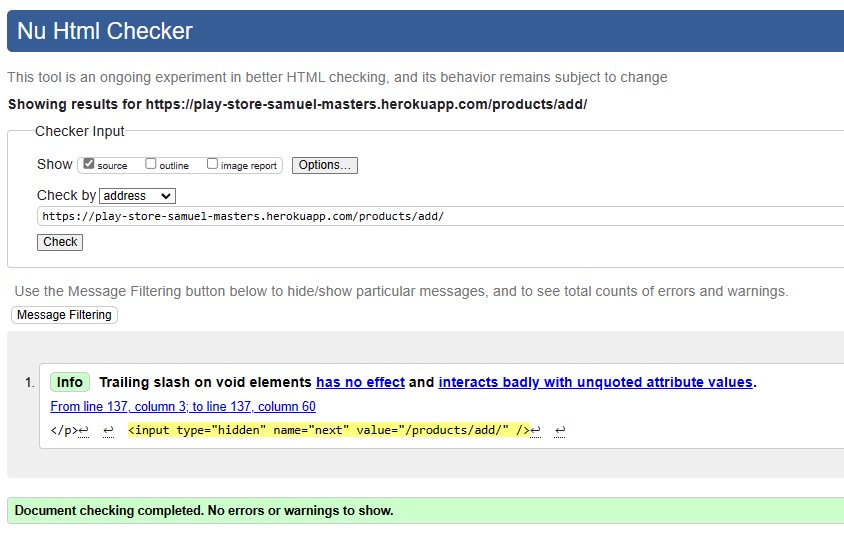 Nu Html Checker
This tool is an ongoing experiment in better HTML checking, and its behavior remains subject to change
Showing results for https://play-store-samuel-masters.herokuapp.com/products/add/
Checker Input
Show source outline image report Options...
Check by address
https://play-store-samuel-masters.herokuapp.com/products/add/
Check
Use the Message Filtering button below to hide/show particular messages, and to see total counts of errors and warnings.
Message Filtering
1. Info Trailing slash on void elements has no effect and interacts badly with unquoted attribute values.
From line 137, column 3; to line 137, column 60
</p>↩ ↩ <input type="hidden" name="next" value="/products/add/" />↩ ↩
Document checking completed. No errors or warnings to show.